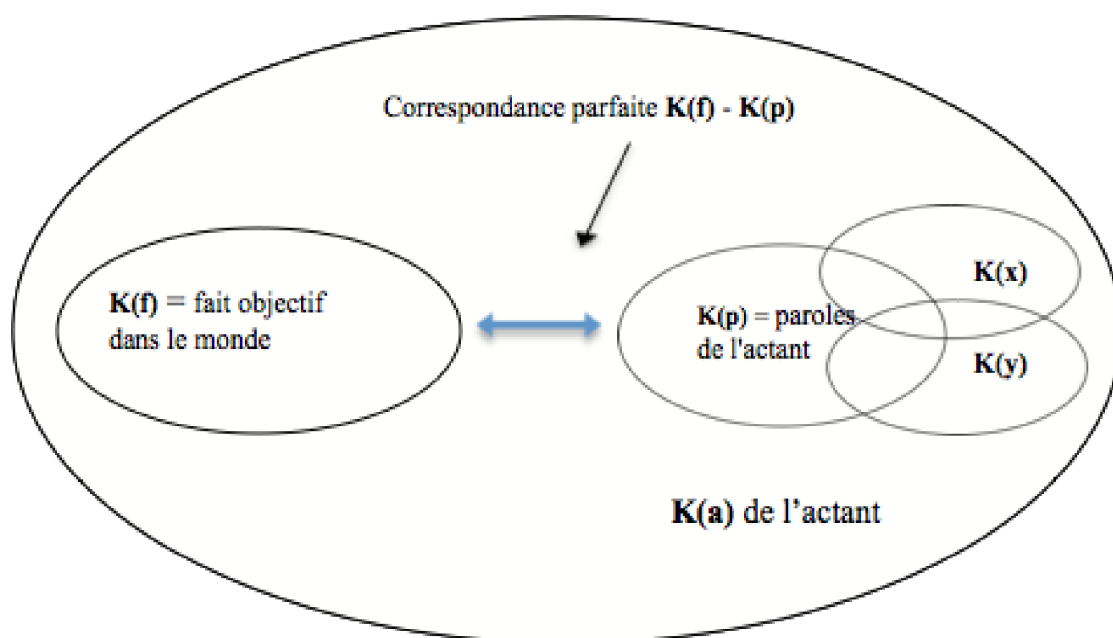 Correspondance parfaite K(f) - K(p)
K(f) = fait objectif
dans le monde
K(p) = paroles
de l'actant
K(x)
K(y)
K(a) de l’actant